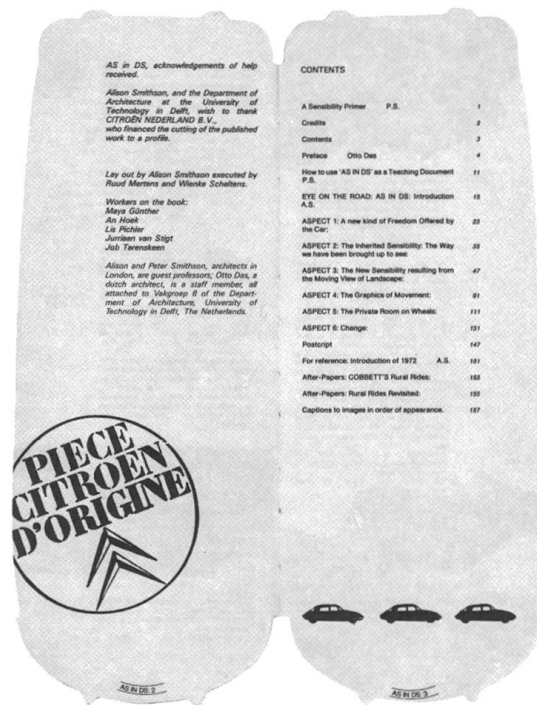 AS in DS, acknowledgements of help
received.
Alison Smithson, and the Department of
Architecture at the University of
Technology in Delft, wish to thank
CITROËN NEDERLAND B.V.,
who financed the cutting of the published
work to a profile.
Lay out by Alison Smithson executed by
Ruud Mertens and Wienke Scheltens.
Workers on the book:
Maya Günther
An Hoek
Lis Pichler
Jurriaan van Stigt
Job Tarenskeen
Alison and Peter Smithson, architects in
London, are guest professors; Otto Das, a
dutch architect, is a staff member, all
attached to Vakgroep 8 of the Depart-
ment of Architecture, University of
Technology in Delft, The Netherlands.
PIECE
CITROËN
D'ORIGINE
AS IN DS: 2
CONTENTS
A Sensibility Primer P.S. 1
Credits 2
Contents 3
Preface Otto Das 4
How to use 'AS IN DS' as a Teaching Document 11
P.S.
EYE ON THE ROAD: AS IN DS: Introduction 15
A.S.
ASPECT 1: A new kind of Freedom Offered by 23
the Car:
ASPECT 2: The Inherited Sensibility: The Way 35
we have been brought up to see:
ASPECT 3: The New Sensibility resulting from 47
the Moving View of Landscape:
ASPECT 4: The Graphics of Movement: 91
ASPECT 5: The Private Room on Wheels: 111
ASPECT 6: Change: 131
Postcript 147
For reference: Introduction of 1972 A.S. 151
After-Papers: COBBETT'S Rural Rides: 153
After-Papers: Rural Rides Revisited: 155
Captions to images in order of appearance. 157
AS IN DS: 3